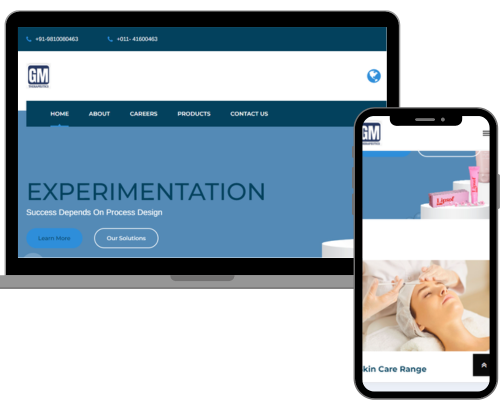 +91-9810080463 +011- 41600463
GM
HOME ABOUT CAREERS PRODUCTS CONTACT US
EXPERIMENTATION
Success Depends On Process Design
Learn More Our Solutions
GM
Lipsof
kin Care Range